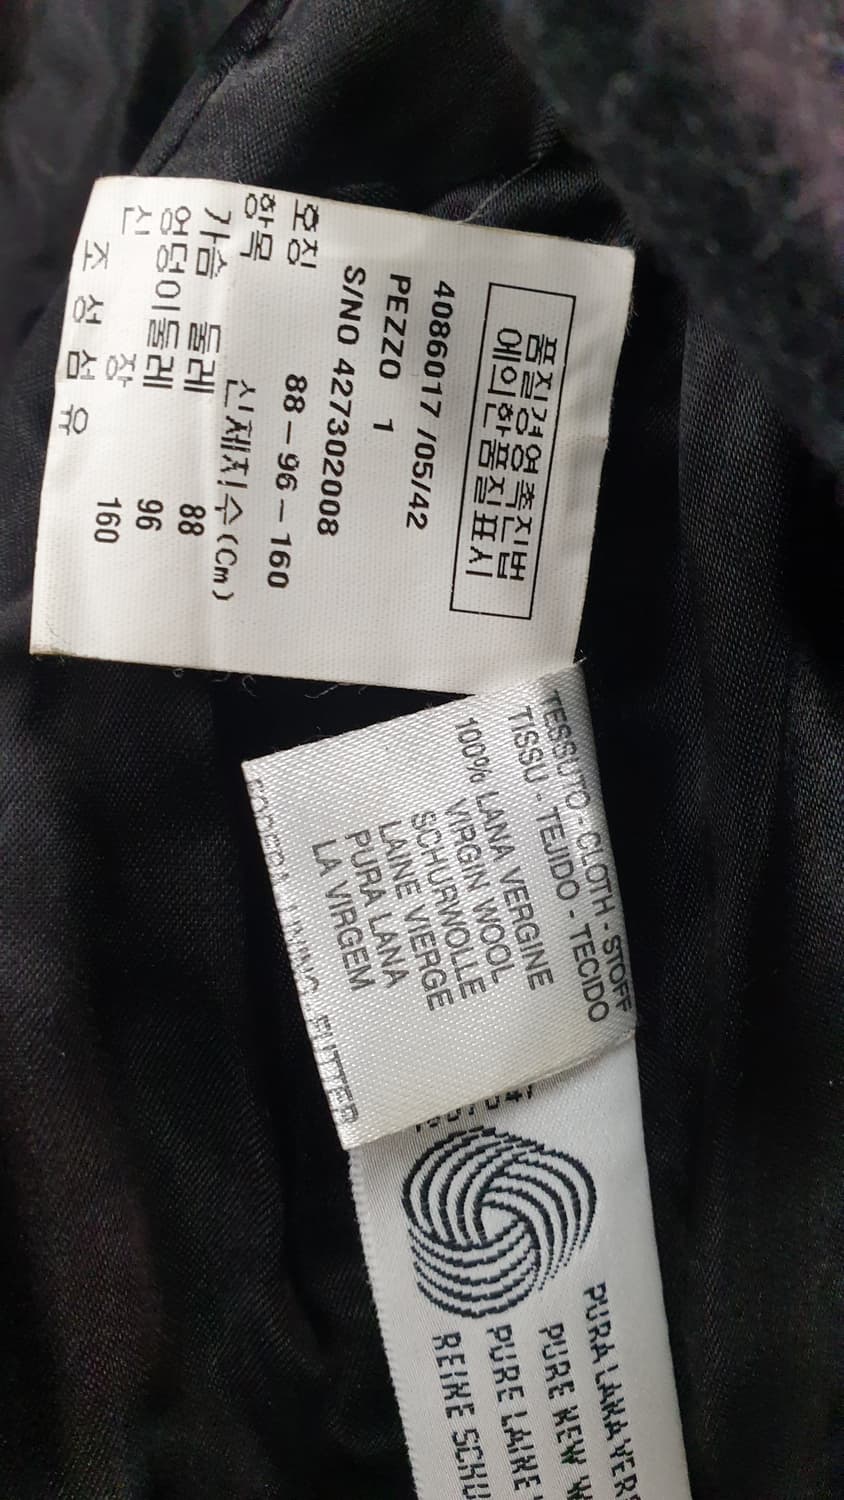 품질경영촉진법
에의한품질표시
4086017 /05/42
PEZZO 1
S/NO 427302008
호칭 88-96-160
항목 신체치수(Cm)
가슴 둘레 88
엉덩이둘레 96
신 장 160
조 성 섬 유
TESSUTO - CLOTH - STOFF
TISSU - TEJIDO - TECIDO
100% LANA VERGINE
VIRGIN WOOL
SCHURWOLLE
LAINE VIERGE
PURA LANA
LA VIRGEM
FODERA LINING FUTTER
PURA LANA VER
PURE NEW W
PURE LAINE
REINE SCHU